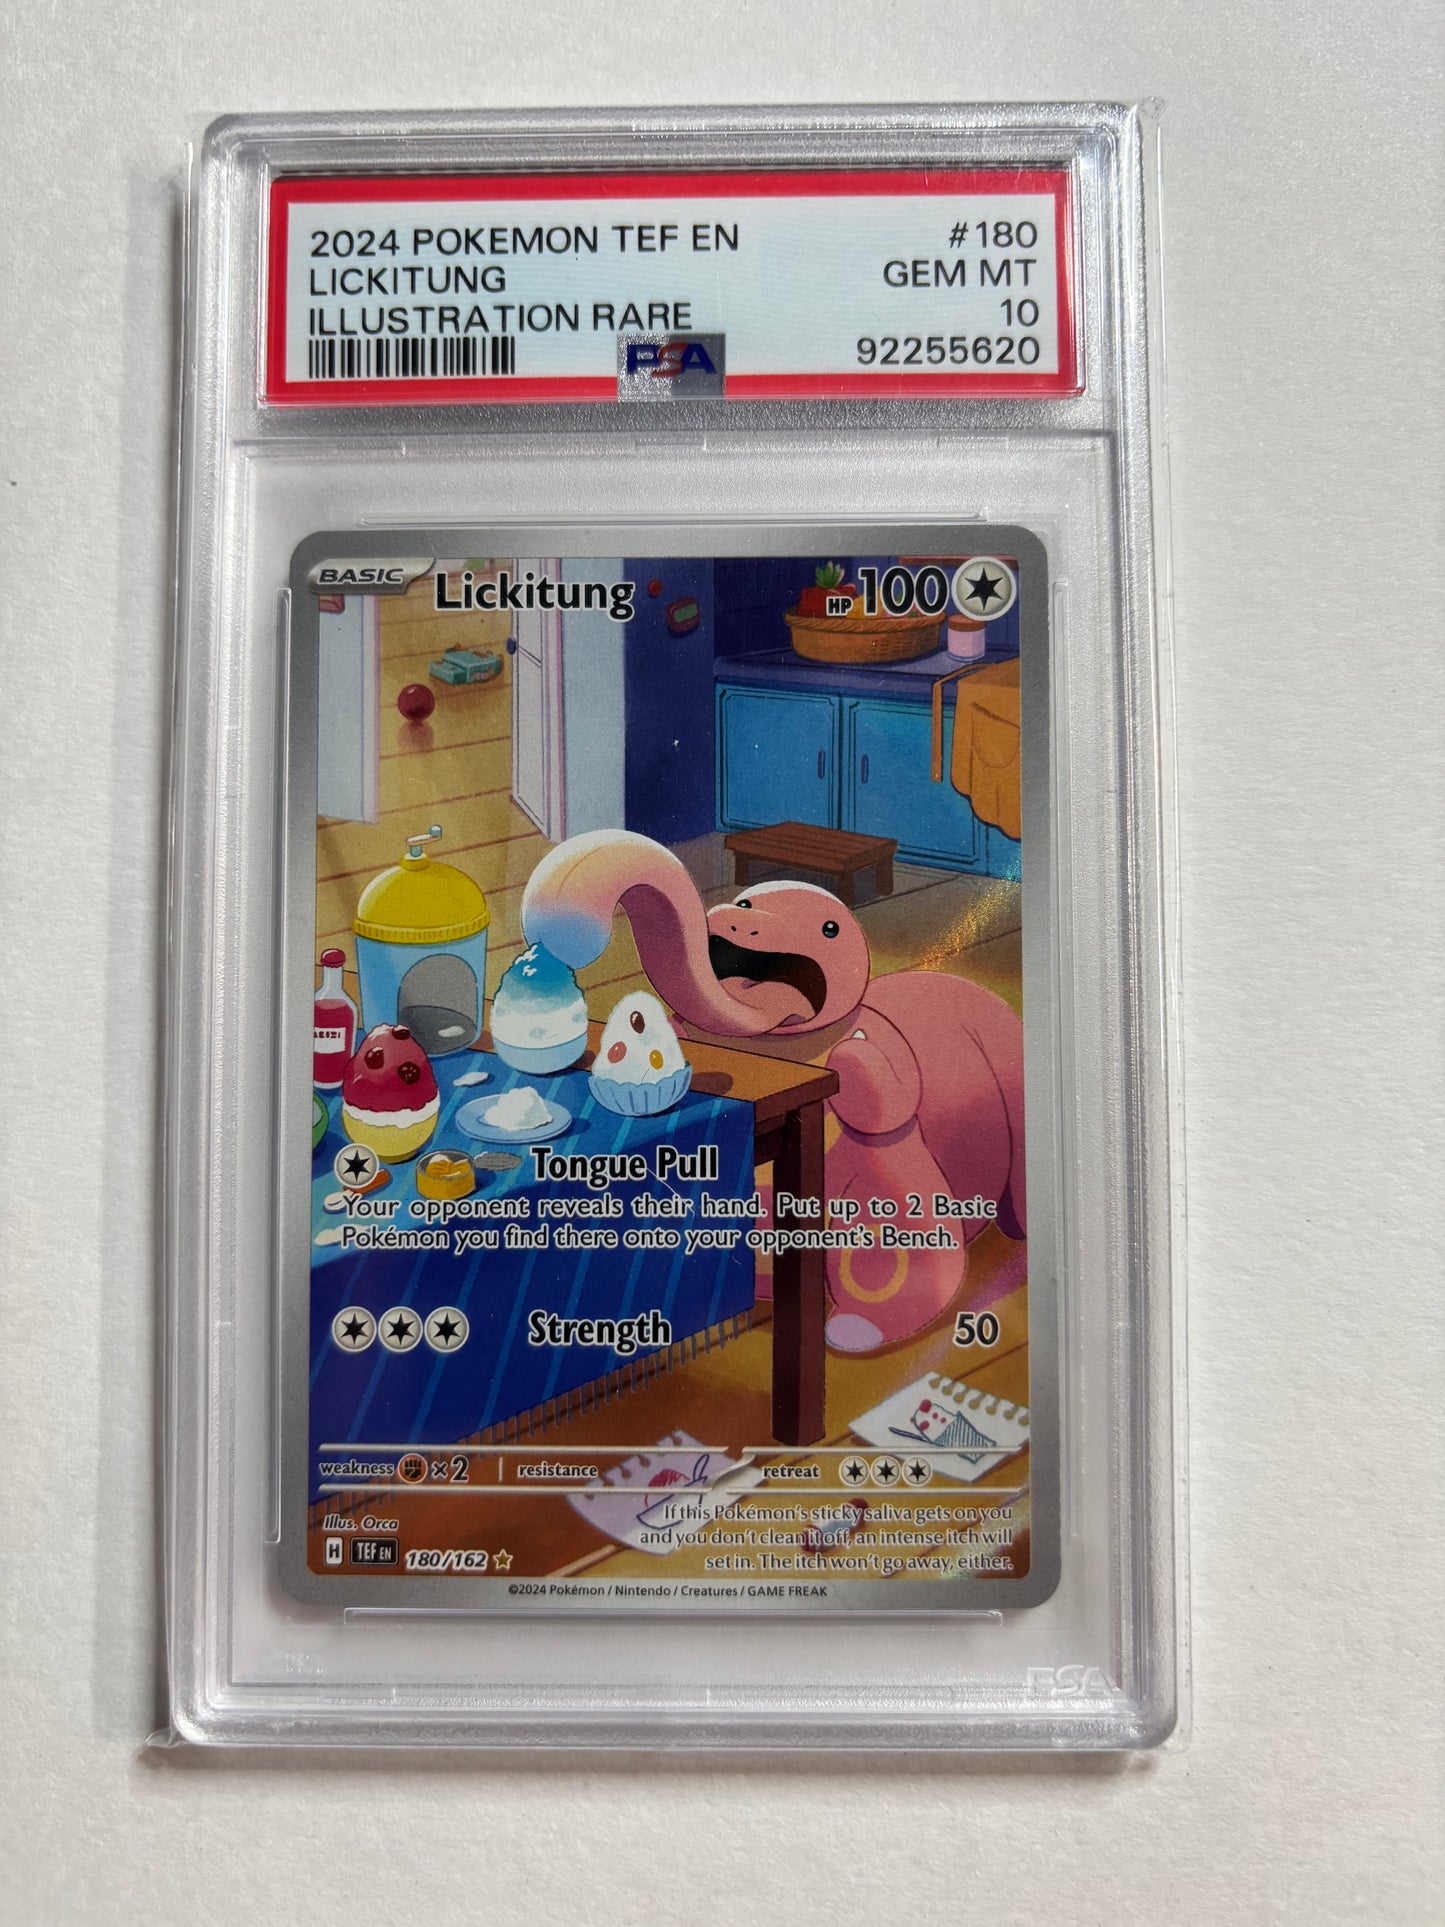 2024 POKEMON TEF EN #180
LICKITUNG GEM MT
ILLUSTRATION RARE 10
PSA 92255620
BASIC Lickitung HP 100
Tongue Pull
Your opponent reveals their hand. Put up to 2 Basic
Pokémon you find there onto your opponent's Bench.
Strength 50
weakness ×2 resistance retreat
If this Pokémon's sticky saliva gets on you
and you don't clean it off, an intense itch will
set in. The itch won't go away, either.
Illus. Orca
H TEF EN 180/162
©2024 Pokémon / Nintendo / Creatures / GAME FREAK
PSA